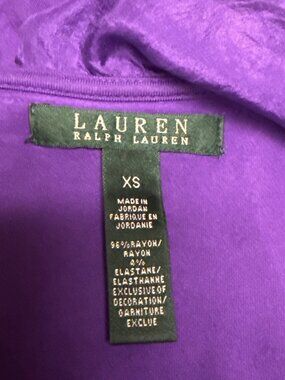 LAUREN
RALPH LAUREN
XS
MADE IN
JORDAN
FABRIQUE EN
JORDANIE
96%RAYON/
RAYON
4%
ELASTANE/
ELASTHANNE
EXCLUSIVE OF
DECORATION/
GARNITURE
EXCLUE